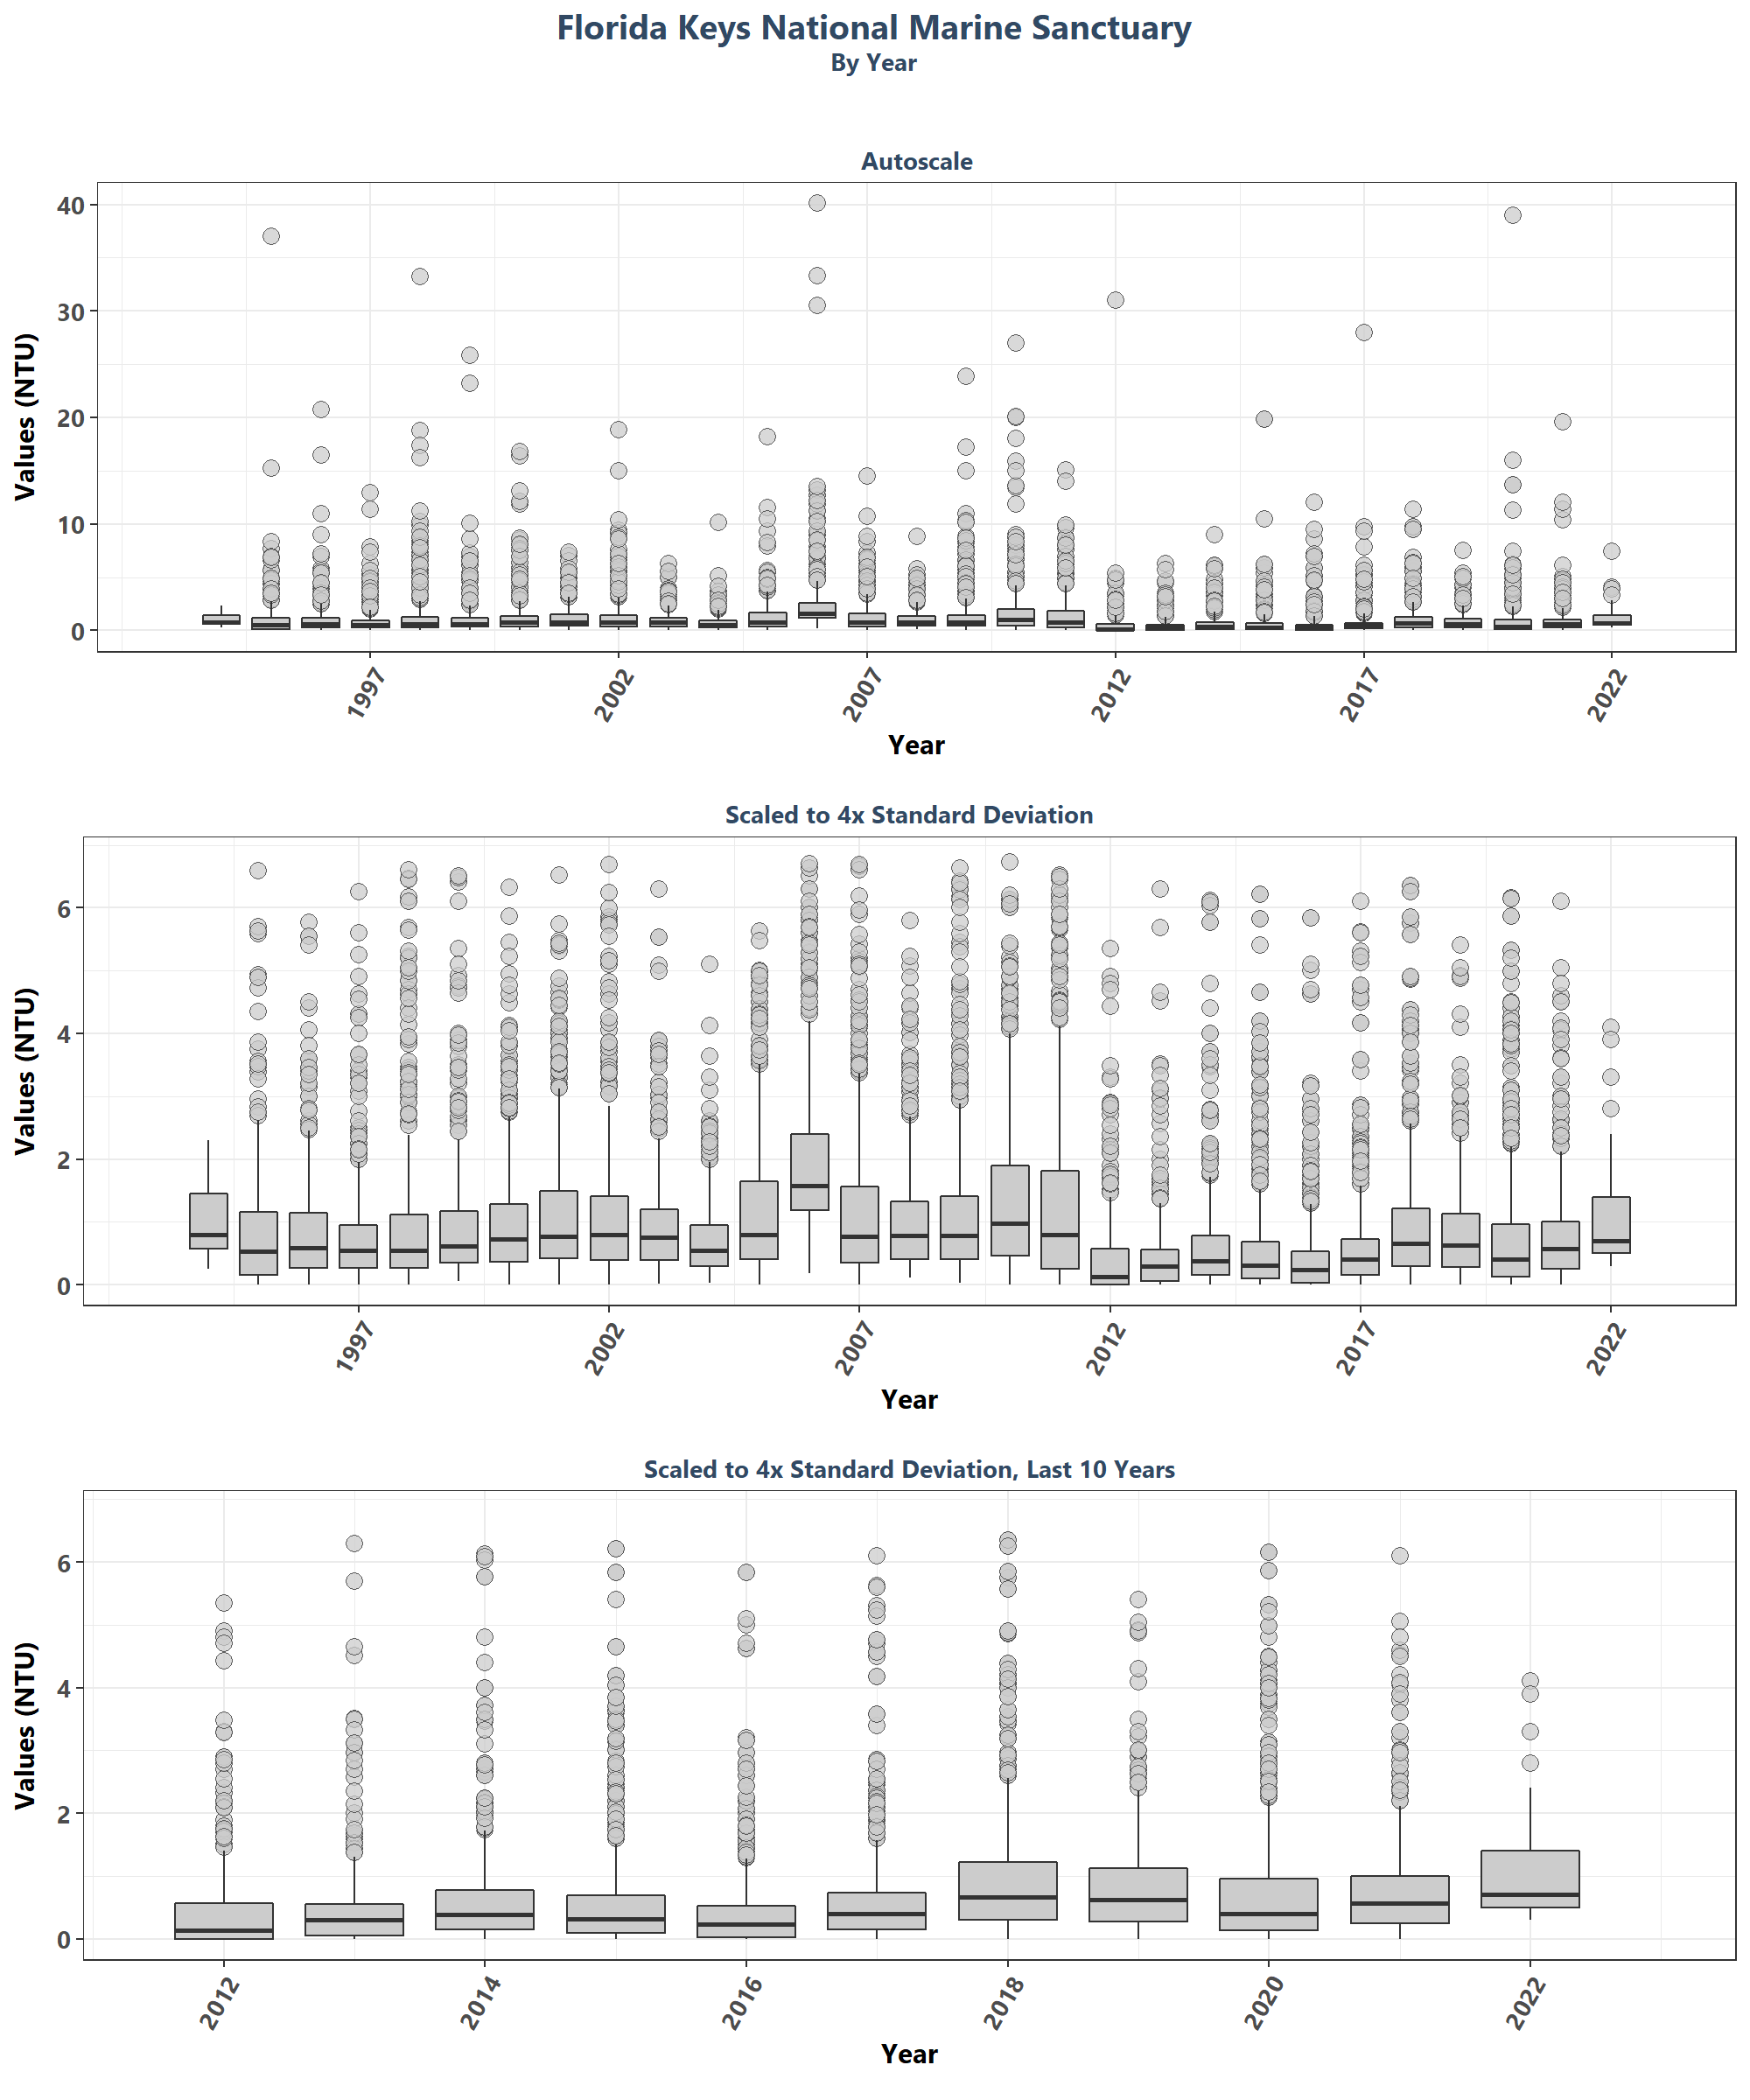 Florida Keys National Marine Sanctuary
By Year
Autoscale
Values (NTU)
40
30
20
10
0
1997
2002
2007
2012
2017
2022
Year
Scaled to 4x Standard Deviation
Values (NTU)
6
4
2
0
1997
2002
2007
2012
2017
2022
Year
Scaled to 4x Standard Deviation, Last 10 Years
Values (NTU)
6
4
2
0
2012
2014
2016
2018
2020
2022
Year